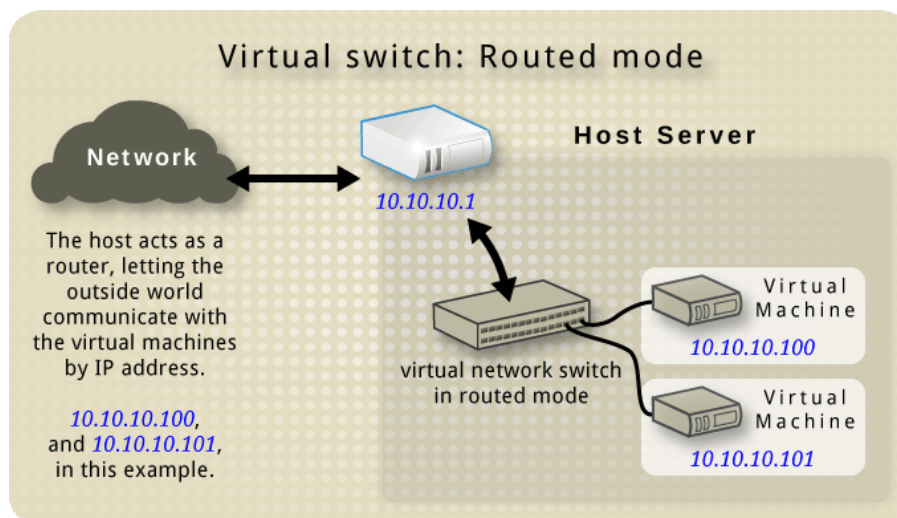 Virtual switch: Routed mode
Network
Host Server
10.10.10.1
The host acts as a
router, letting the
outside world
communicate with
the virtual machines
by IP address.
10.10.10.100,
and 10.10.10.101,
in this example.
virtual network switch
in routed mode
Virtual
Machine
10.10.10.100
Virtual
Machine
10.10.10.101